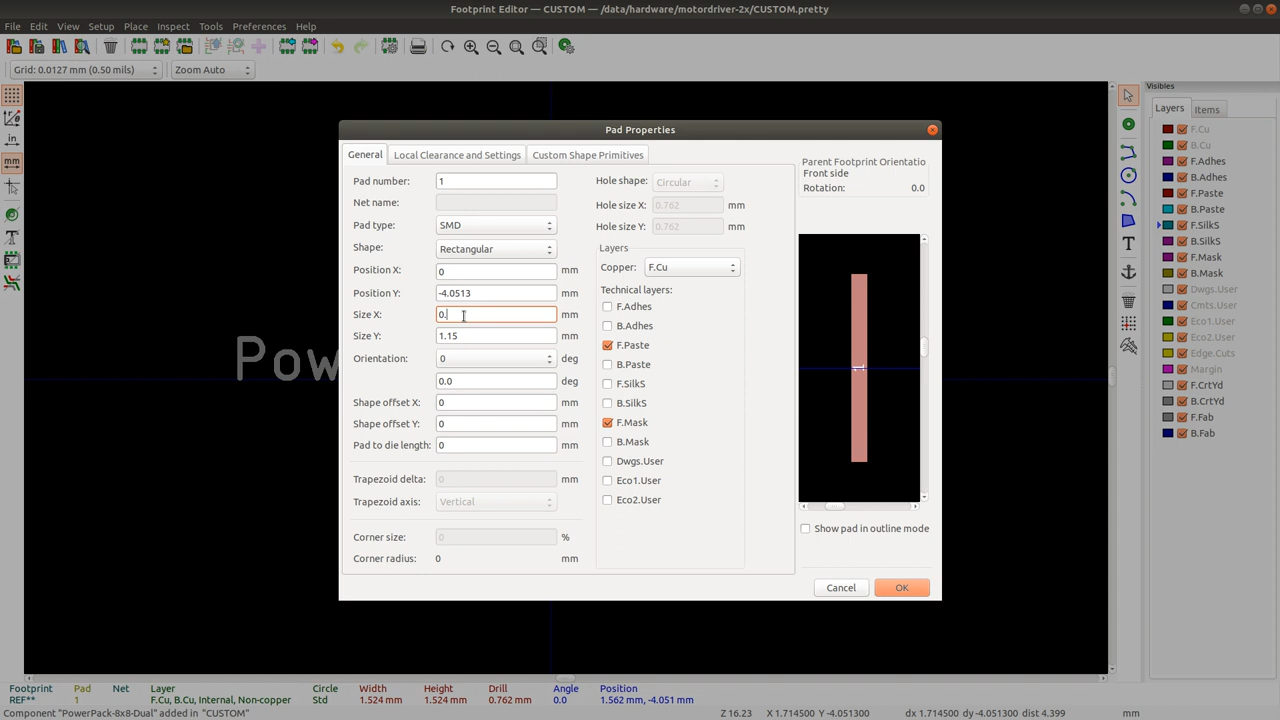 Footprint Editor — CUSTOM — /data/hardware/motordriver-2x/CUSTOM.pretty
File Edit View Setup Place Inspect Tools Preferences Help
Grid: 0.0127 mm (0.50 mils) Zoom Auto
in
mm
Pow
Pad Properties
General Local Clearance and Settings Custom Shape Primitives
Pad number: 1
Net name:
Pad type: SMD
Shape: Rectangular
Position X: 0 mm
Position Y: -4.0513 mm
Size X: 0. mm
Size Y: 1.15 mm
Orientation: 0 deg
0.0 deg
Shape offset X: 0 mm
Shape offset Y: 0 mm
Pad to die length: 0 mm
Trapezoid delta: 0 mm
Trapezoid axis: Vertical
Corner size: 0 %
Corner radius: 0 mm
Hole shape: Circular
Hole size X: 0.762 mm
Hole size Y: 0.762 mm
Layers
Copper: F.Cu
Technical layers:
F.Adhes
B.Adhes
F.Paste
B.Paste
F.SilkS
B.SilkS
F.Mask
B.Mask
Dwgs.User
Eco1.User
Eco2.User
Parent Footprint Orientatio
Front side
Rotation: 0.0
Show pad in outline mode
Cancel OK
Visibles
Layers Items
F.Cu
B.Cu
F.Adhes
B.Adhes
F.Paste
B.Paste
F.SilkS
B.SilkS
F.Mask
B.Mask
Dwgs.User
Cmts.User
Eco1.User
Eco2.User
Edge.Cuts
Margin
F.CrtYd
B.CrtYd
F.Fab
B.Fab
Footprint Pad Net Layer Circle Width Height Drill Angle Position
REF** 1 F.Cu, B.Cu, Internal, Non-copper Std 1.524 mm 1.524 mm 0.762 mm 0.0 1.562 mm, -4.051 mm
Component "PowerPack-8x8-Dual" added in "CUSTOM" Z 16.23 X 1.714500 Y -4.051300 dx 1.714500 dy -4.051300 dist 4.399 mm